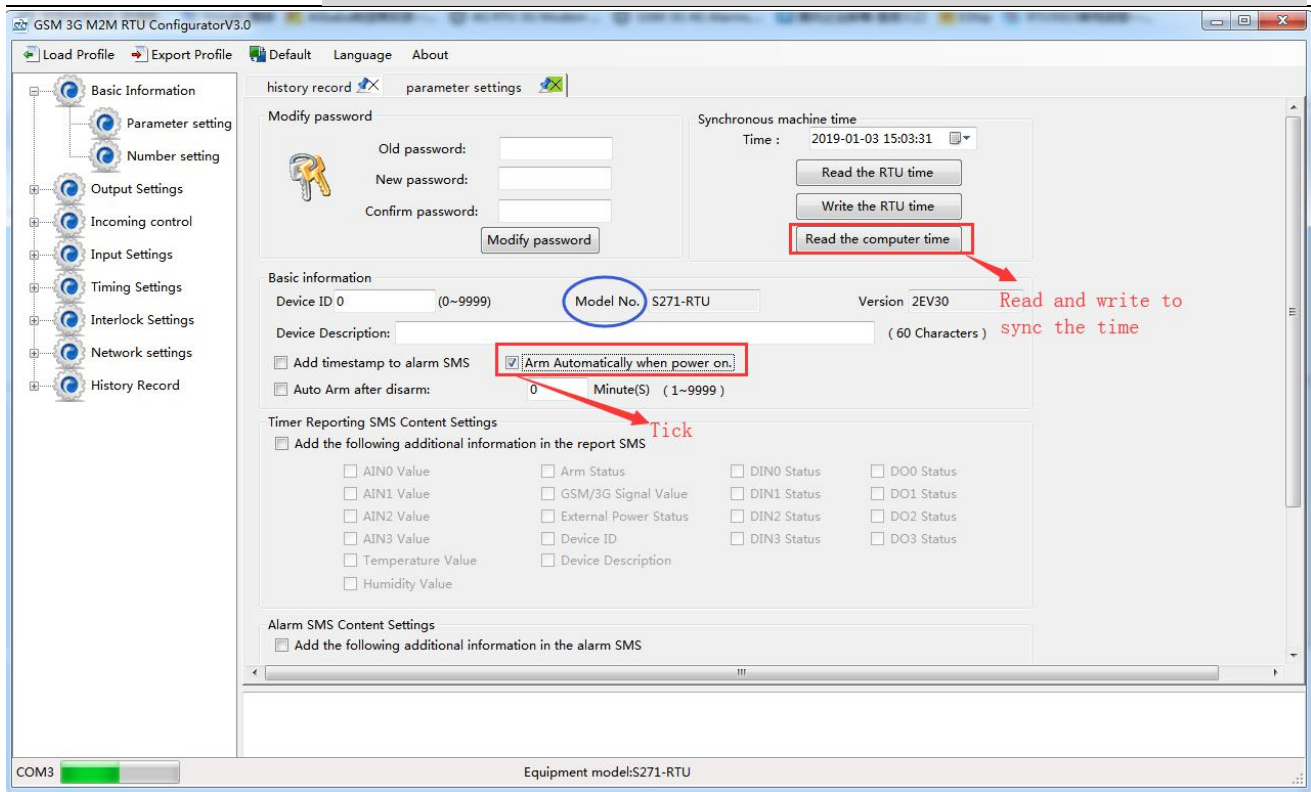 GSM 3G M2M RTU ConfiguratorV3.0
Load Profile Export Profile Default Language About
Basic Information
Parameter setting
Number setting
Output Settings
Incoming control
Input Settings
Timing Settings
Interlock Settings
Network settings
History Record
history record parameter settings
Modify password
Old password:
New password:
Confirm password:
Modify password
Synchronous machine time
Time : 2019-01-03 15:03:31
Read the RTU time
Write the RTU time
Read the computer time
Read and write to
sync the time
Basic information
Device ID 0 (0~9999) Model No. S271-RTU Version 2EV30
Device Description: ( 60 Characters )
Add timestamp to alarm SMS Arm Automatically when power on.
Auto Arm after disarm: 0 Minute(S) ( 1~9999 )
Tick
Timer Reporting SMS Content Settings
Add the following additional information in the report SMS
AIN0 Value Arm Status DIN0 Status DO0 Status
AIN1 Value GSM/3G Signal Value DIN1 Status DO1 Status
AIN2 Value External Power Status DIN2 Status DO2 Status
AIN3 Value Device ID DIN3 Status DO3 Status
Temperature Value Device Description
Humidity Value
Alarm SMS Content Settings
Add the following additional information in the alarm SMS
COM3 Equipment model:S271-RTU